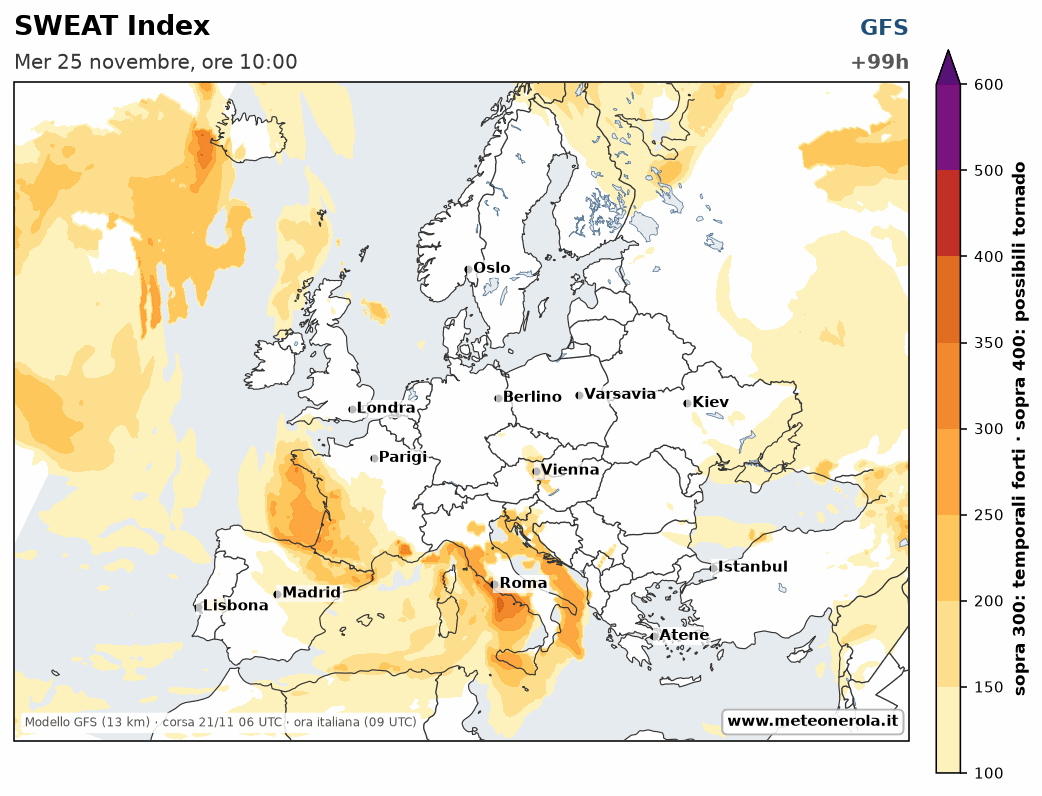 SWEAT Index
GFS
Mer 25 novembre, ore 10:00
+99h
Oslo
Londra
Berlino
Varsavia
Kiev
Parigi
Vienna
Istanbul
Roma
Madrid
Lisbona
Atene
Modello GFS (13 km) · corsa 21/11 06 UTC · ora italiana (09 UTC)
www.meteonerola.it
600
500
400
350
300
250
200
150
100
sopra 300: temporali forti · sopra 400: possibili tornado